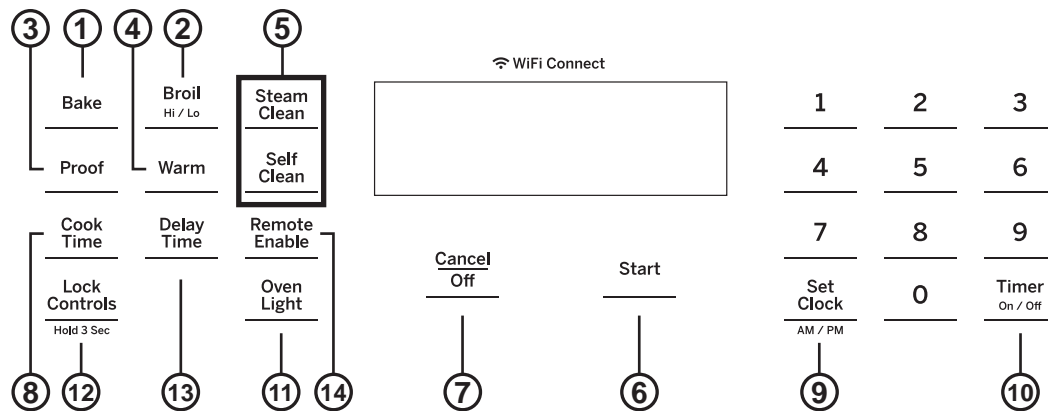 3 1 4 2 5
WiFi Connect
Bake
Broil
Hi / Lo
Steam
Clean
1 2 3
Proof
Warm
Self
Clean
4 5 6
Cook
Time
Delay
Time
Remote
Enable
Cancel
Off
Start
7 8 9
Lock
Controls
Hold 3 Sec
Oven
Light
Set
Clock
AM / PM
0
Timer
On / Off
8 12 13 11 14 7 6 9 10